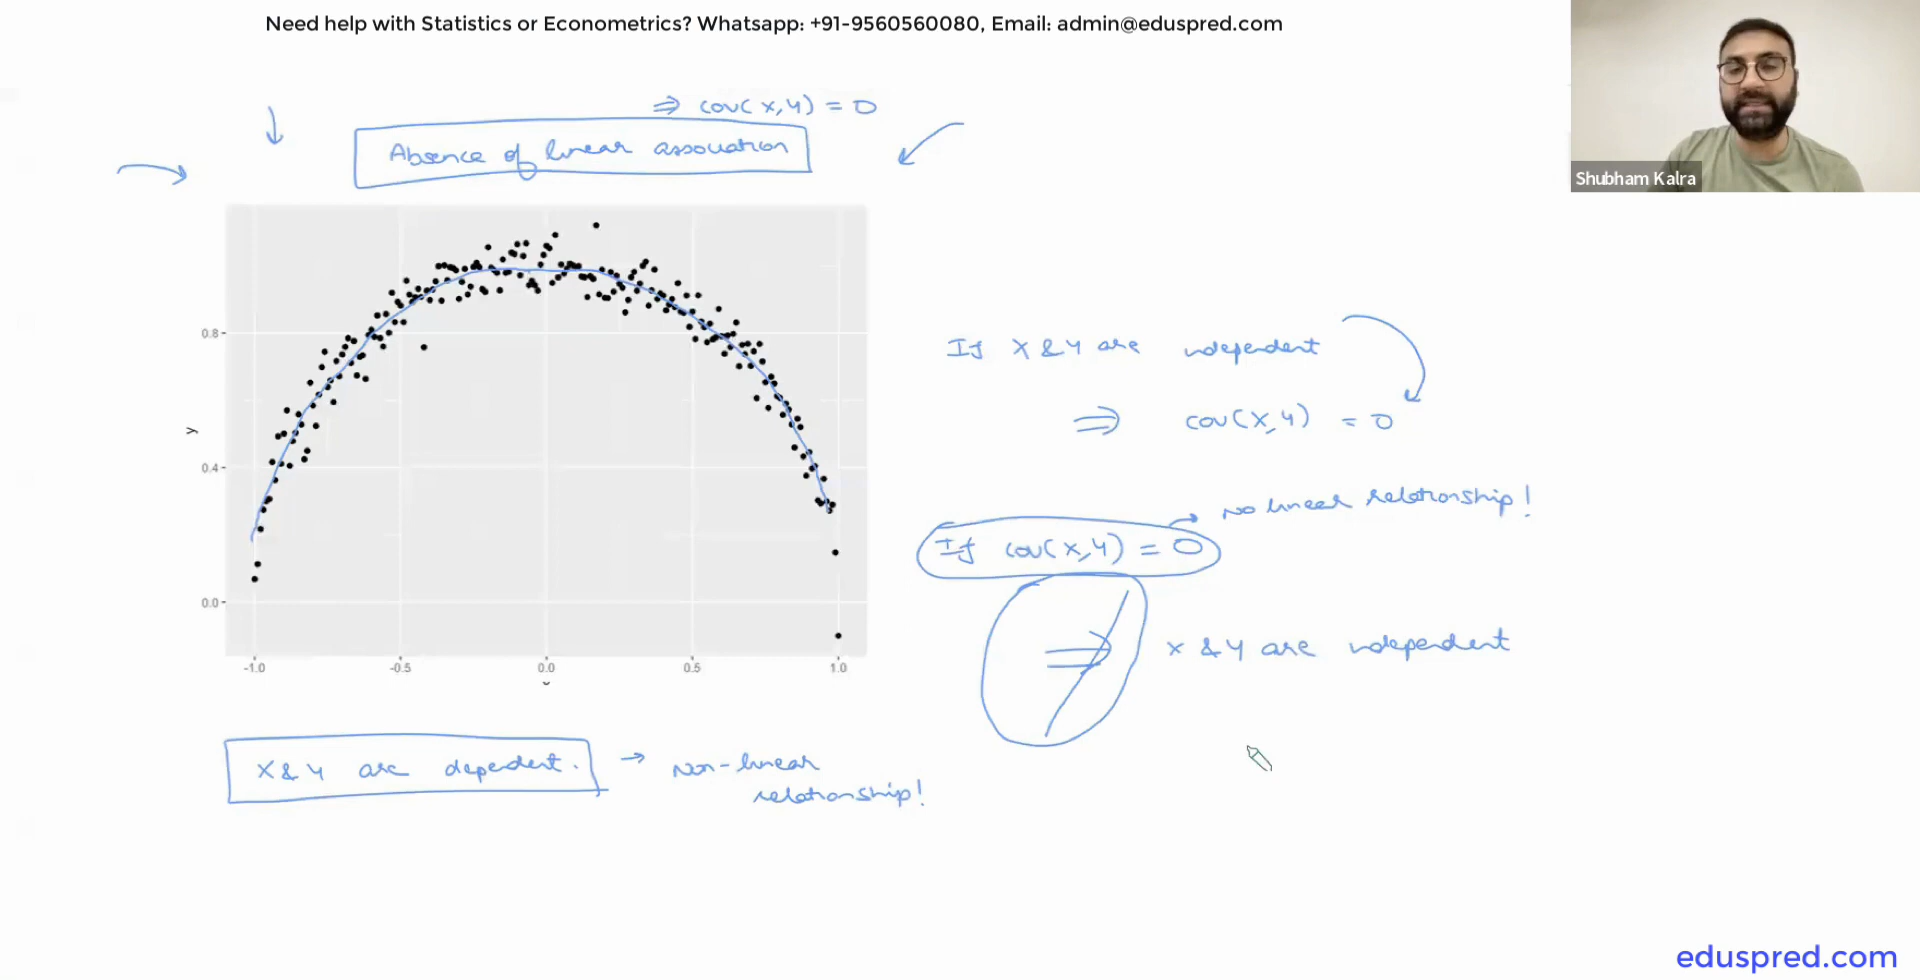 Need help with Statistics or Econometrics? Whatsapp: +91-9560560080, Email: admin@eduspred.com
Shubham Kalra
⇒ cov(x,y) = 0
Absence of linear association
y
0.8
0.4
0.0
-1.0 -0.5 0.0 0.5 1.0
X & Y are dependent. → Non-linear
relationship!
If X & Y are independent
⇒ cov(X,Y) = 0
No linear relationship!
If cov(X,Y) = 0
⇏ X & Y are independent
eduspred.com